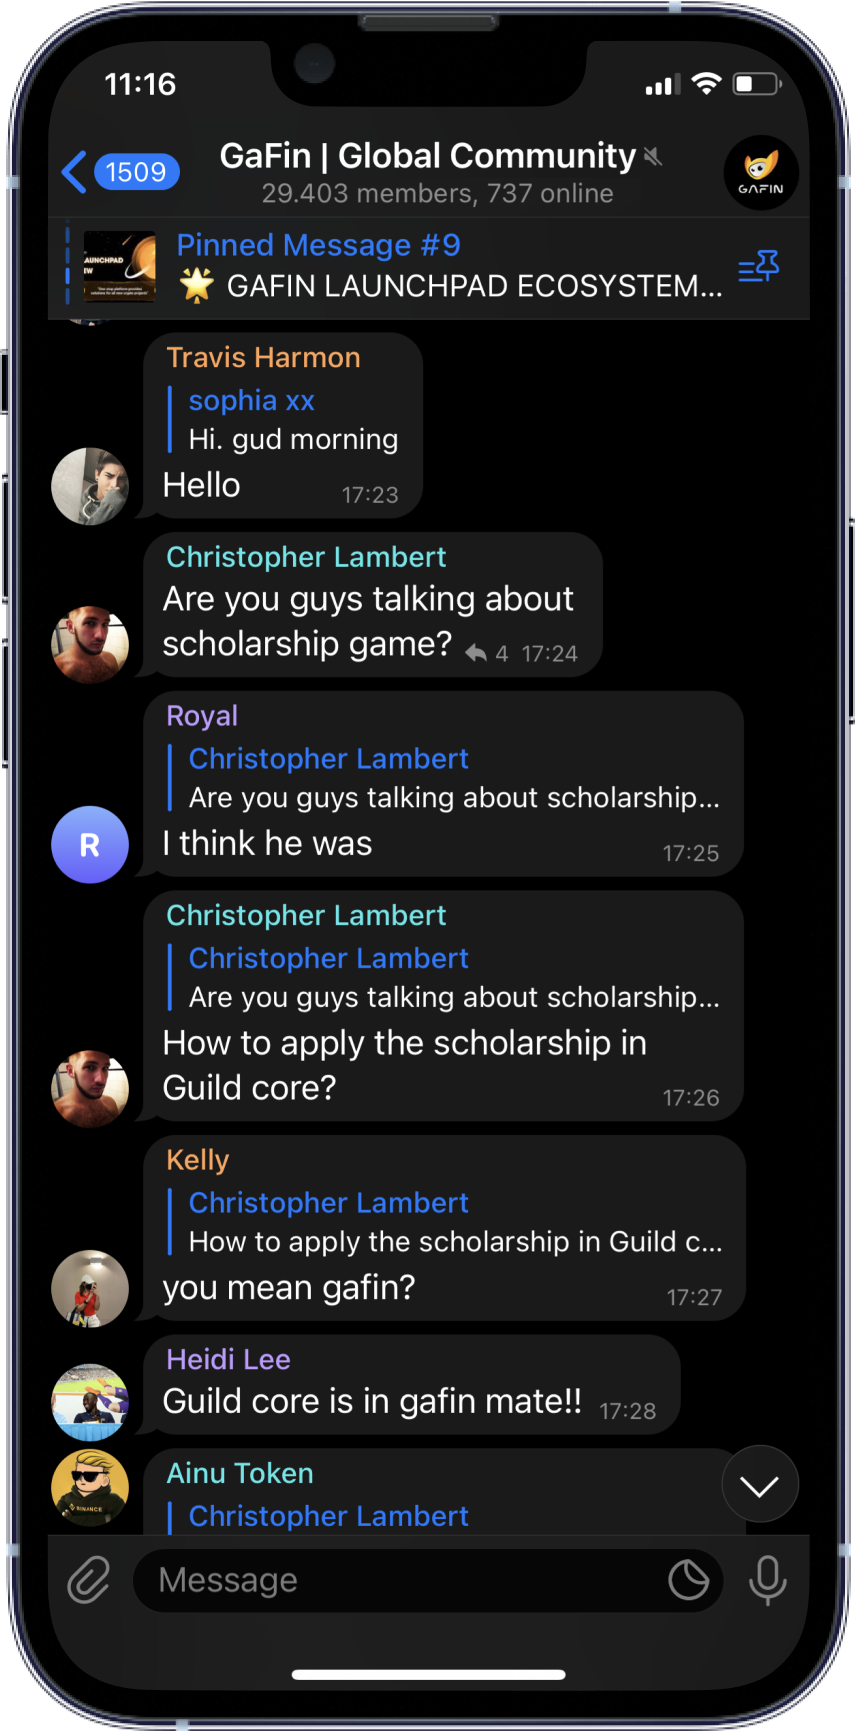 11:16
1509
GaFin | Global Community
29.403 members, 737 online
GAFIN
Pinned Message #9
🌟 GAFIN LAUNCHPAD ECOSYSTEM...
AUNCHPAD
Travis Harmon
sophia xx
Hi. gud morning
Hello 17:23
Christopher Lambert
Are you guys talking about
scholarship game? 4 17:24
Royal
Christopher Lambert
Are you guys talking about scholarship...
R
I think he was 17:25
Christopher Lambert
Christopher Lambert
Are you guys talking about scholarship...
How to apply the scholarship in
Guild core? 17:26
Kelly
Christopher Lambert
How to apply the scholarship in Guild c...
you mean gafin? 17:27
Heidi Lee
Guild core is in gafin mate!! 17:28
Ainu Token
BINANCE
Christopher Lambert
Message